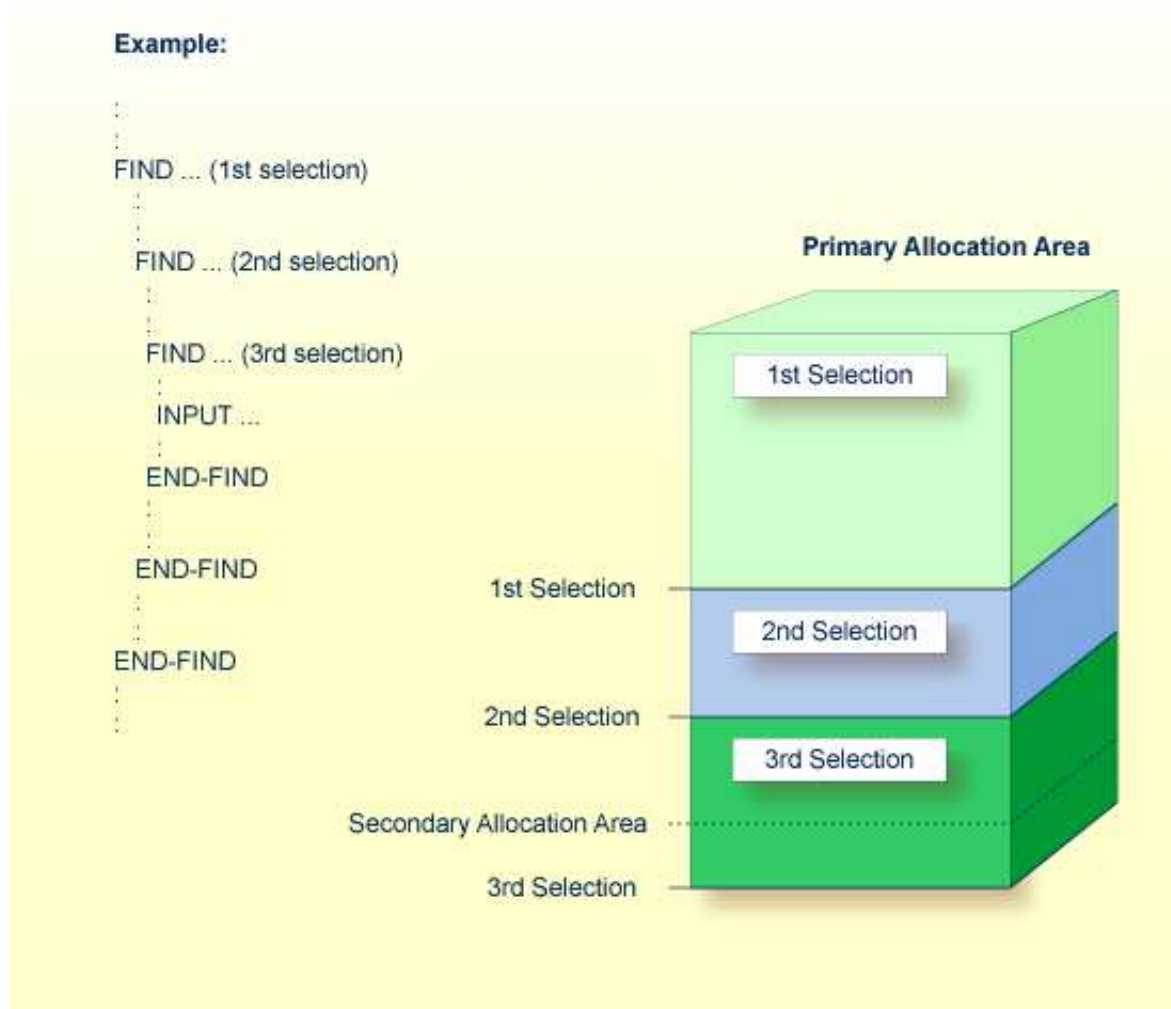 Example:
FIND ... (1st selection)
FIND ... (2nd selection)
FIND ... (3rd selection)
INPUT ...
END-FIND
END-FIND
END-FIND
Primary Allocation Area
1st Selection
1st Selection
2nd Selection
2nd Selection
3rd Selection
Secondary Allocation Area
3rd Selection